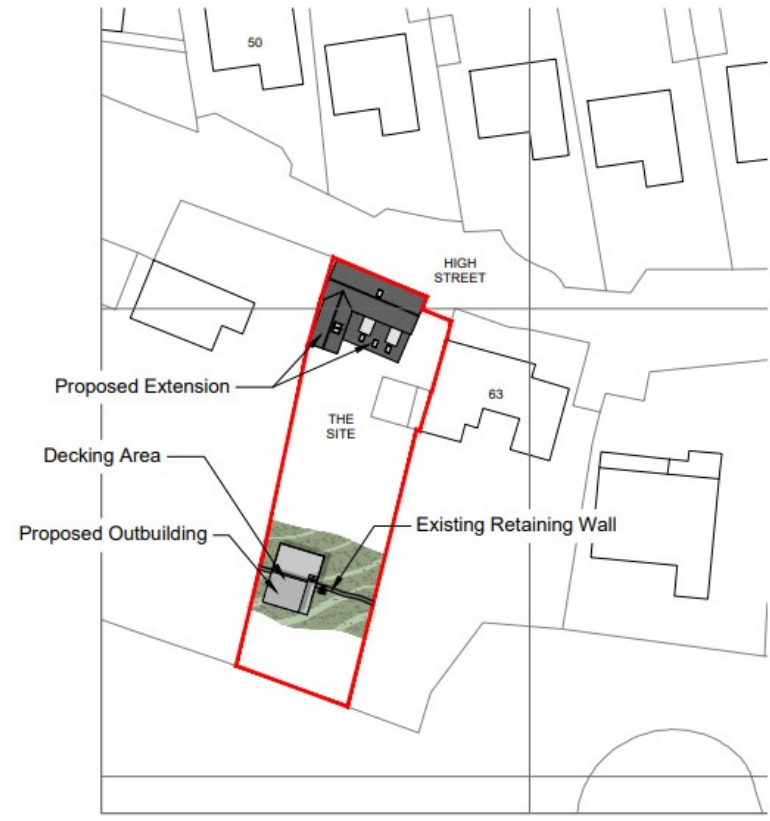 50
HIGH
STREET
Proposed Extension
63
THE
SITE
Decking Area
Proposed Outbuilding
Existing Retaining Wall